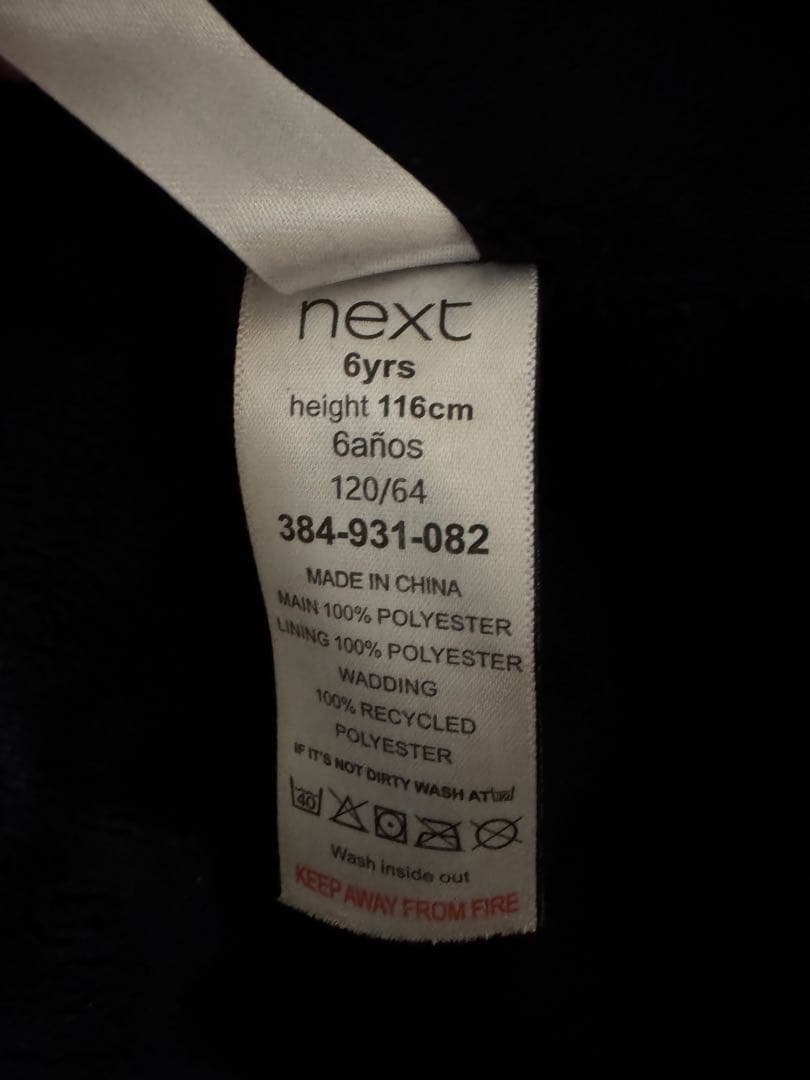 next
6yrs
height 116cm
6años
120/64
384-931-082
MADE IN CHINA
MAIN 100% POLYESTER
LINING 100% POLYESTER
WADDING
100% RECYCLED
POLYESTER
IF IT'S NOT DIRTY WASH AT
40
Wash inside out
KEEP AWAY FROM FIRE